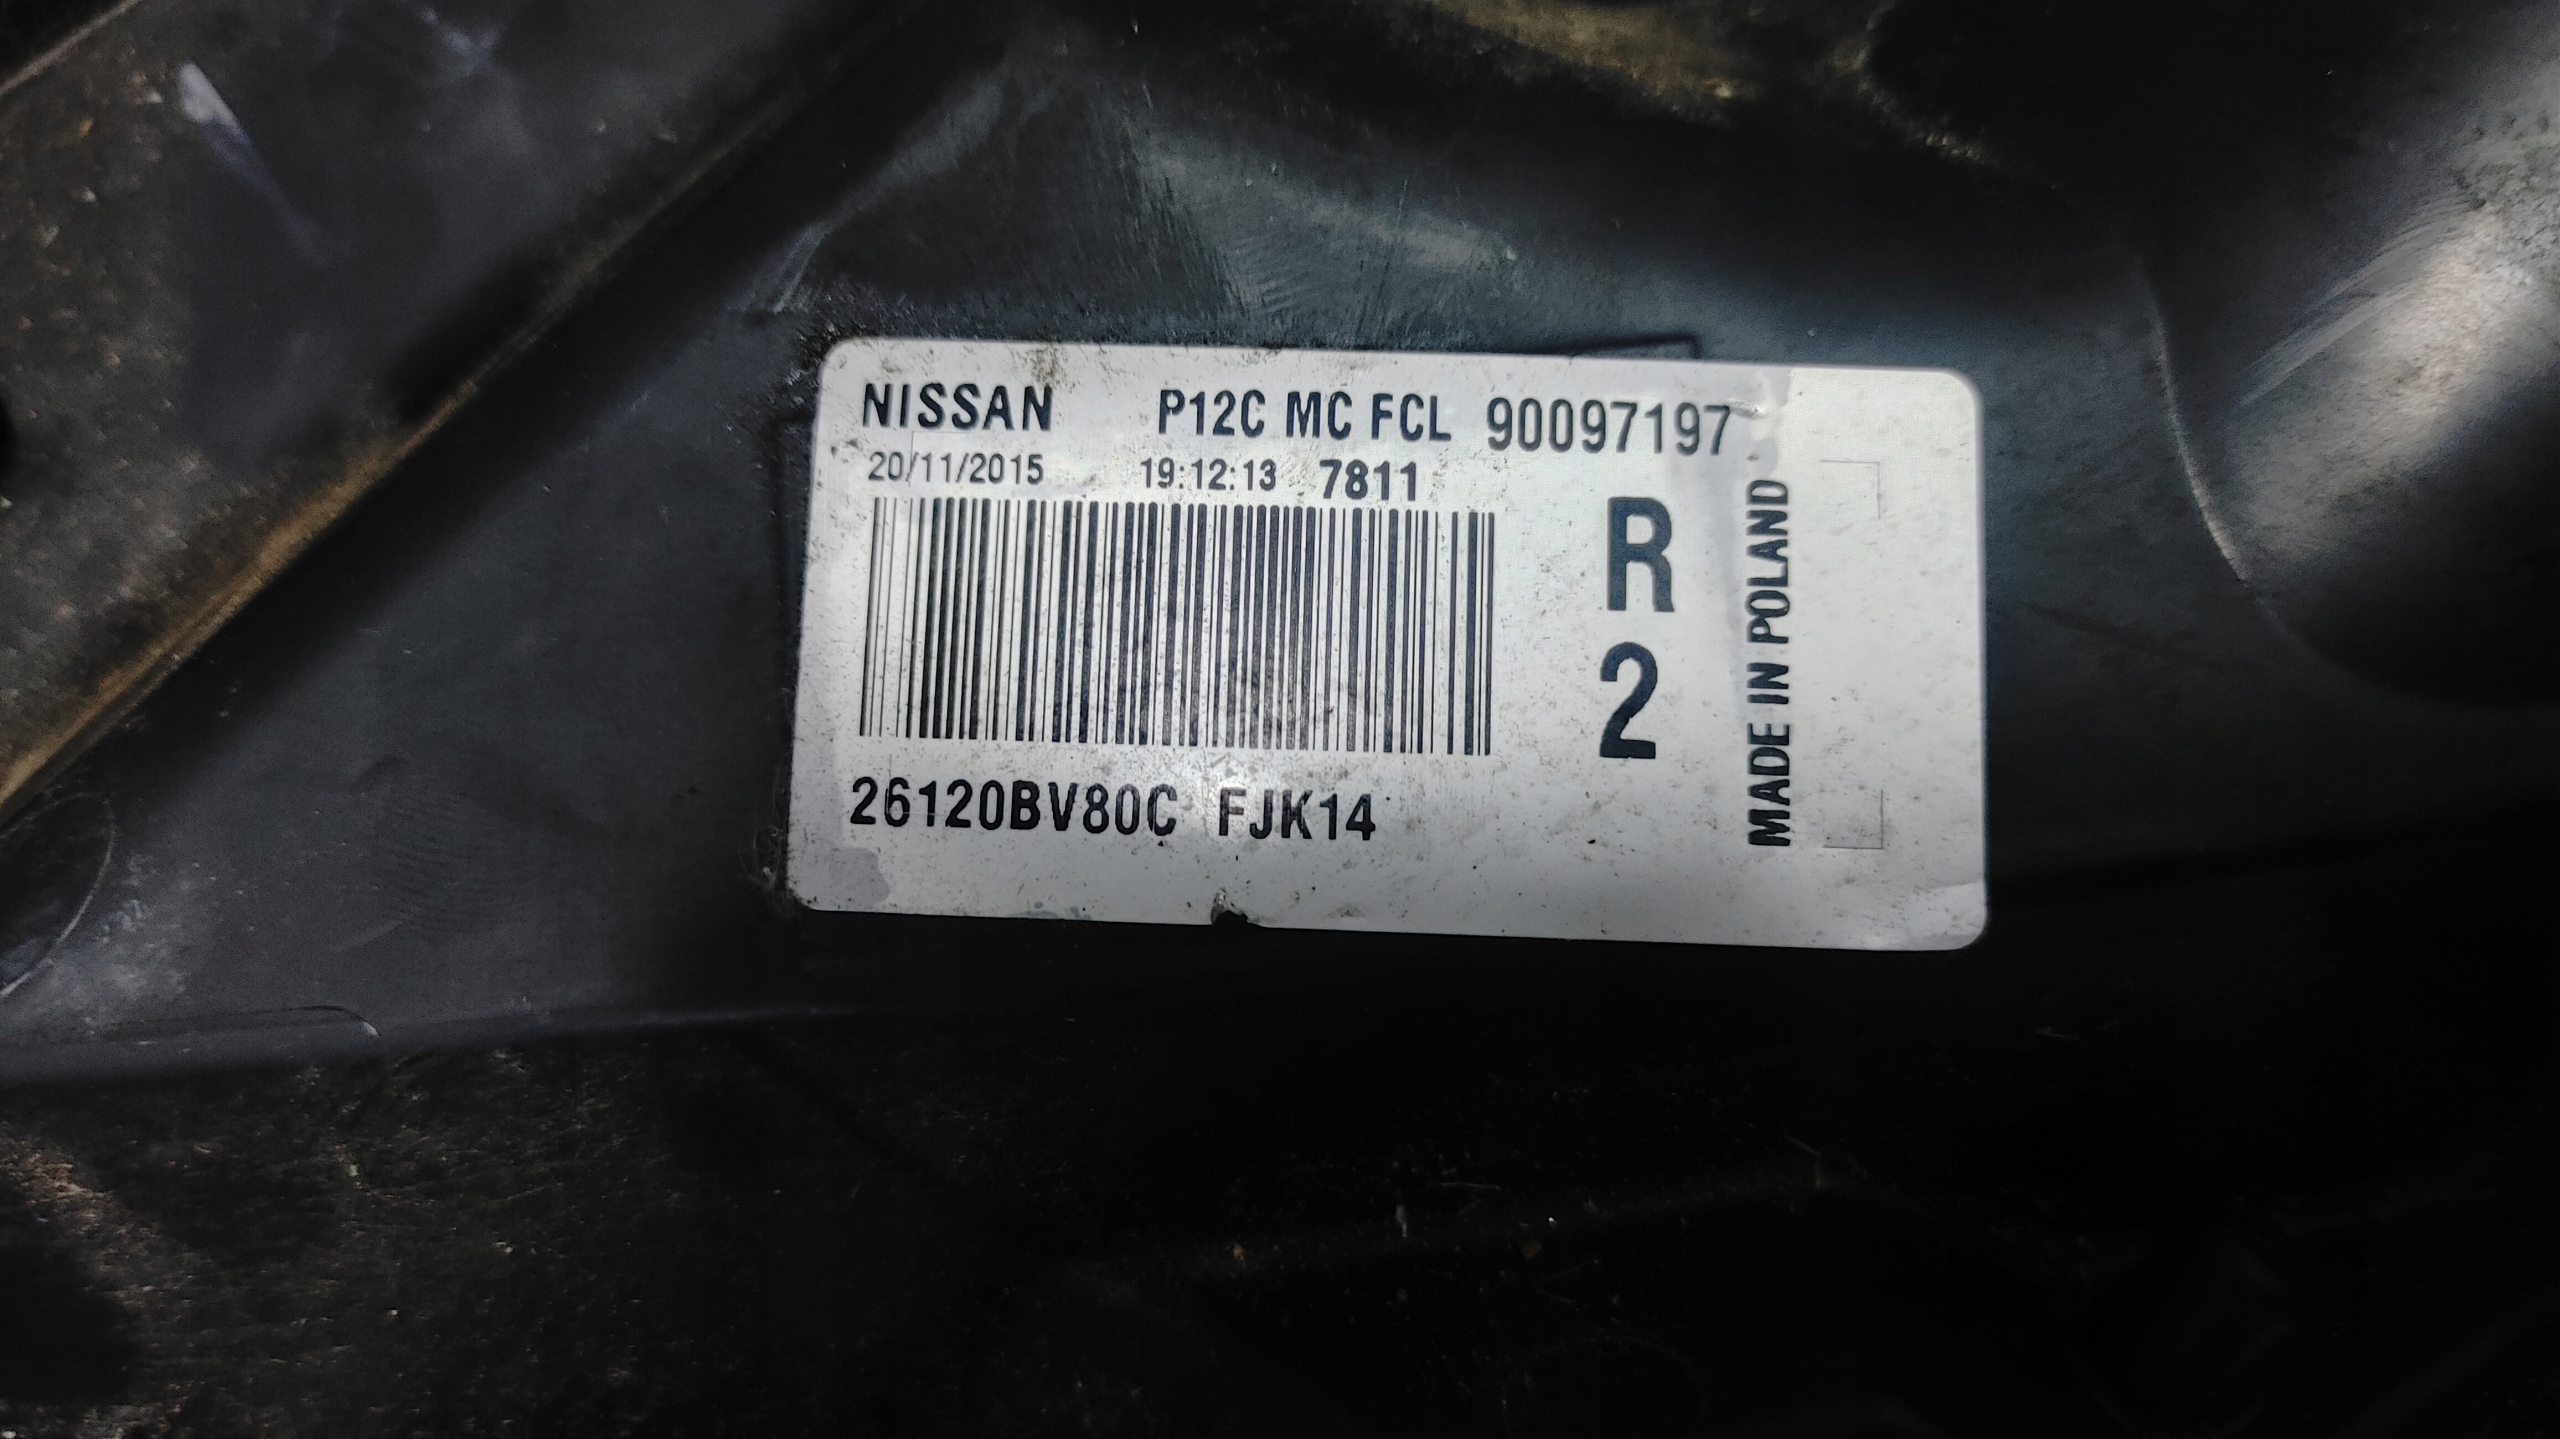 NISSAN P12C MC FCL 90097197
20/11/2015 19:12:13 7811
R
2
MADE IN POLAND
26120BV80C FJK14